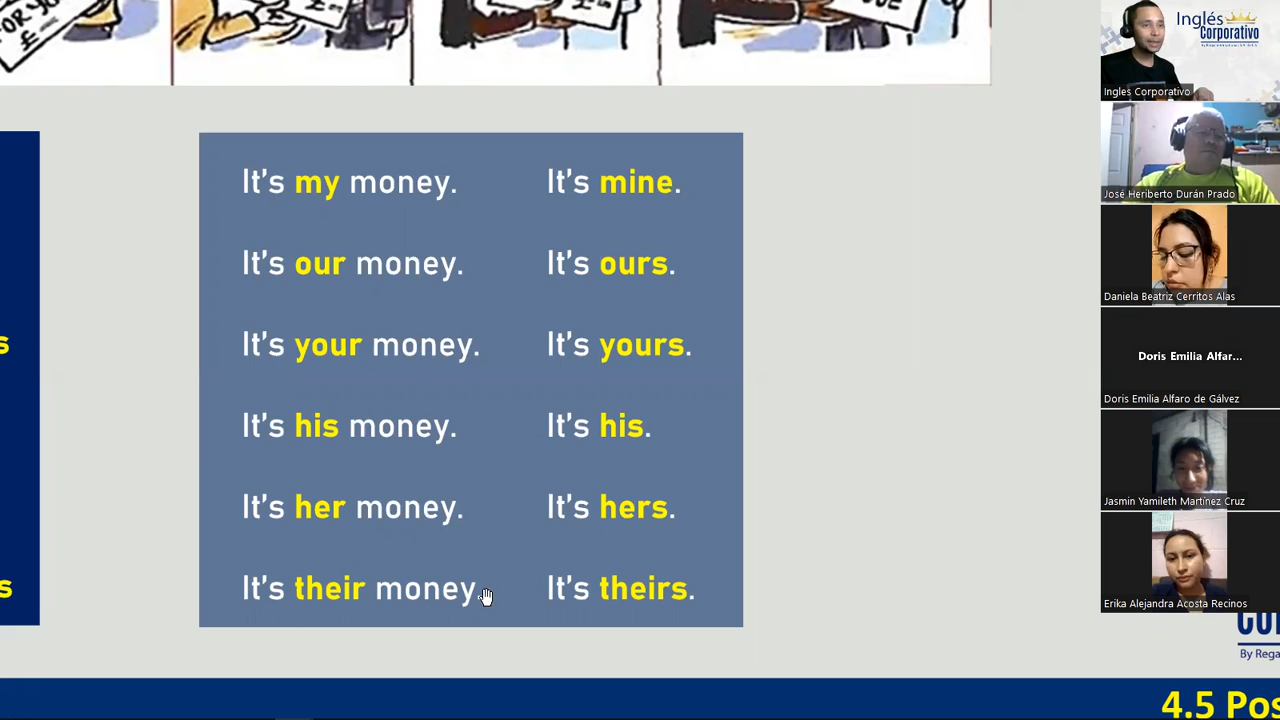 FOR YOU
Inglés
Corporativo
Ingles Corporativo
José Heriberto Durán Prado
Daniela Beatriz Cerritos Alas
Doris Emilia Alfar...
Doris Emilia Alfaro de Gálvez
Jasmin Yamileth Martínez Cruz
Erika Alejandra Acosta Recinos
s
s
It's my money. It's mine.
It's our money. It's ours.
It's your money. It's yours.
It's his money. It's his.
It's her money. It's hers.
It's their money. It's theirs.
By Rega
4.5 Pos